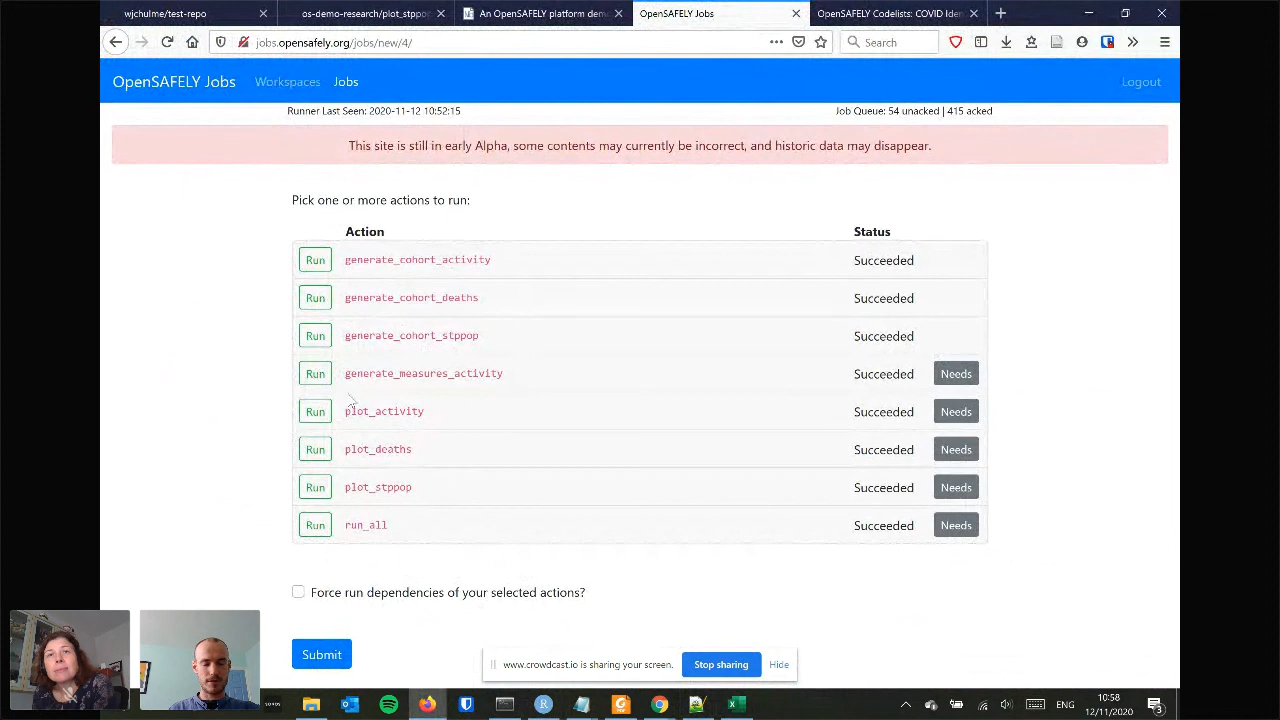 wjchulme/test-repo
os-demo-research/plot_stppop
An OpenSAFELY platform demo
OpenSAFELY Jobs
OpenSAFELY Codelists: COVID Iden
jobs.opensafely.org/jobs/new/4/
Search
OpenSAFELY Jobs
Workspaces
Jobs
Logout
Runner Last Seen: 2020-11-12 10:52:15
Job Queue: 54 unacked | 415 acked
This site is still in early Alpha, some contents may currently be incorrect, and historic data may disappear.
Pick one or more actions to run:
Action
Status
Run generate_cohort_activity Succeeded
Run generate_cohort_deaths Succeeded
Run generate_cohort_stppop Succeeded
Run generate_measures_activity Succeeded Needs
Run plot_activity Succeeded Needs
Run plot_deaths Succeeded Needs
Run plot_stppop Succeeded Needs
Run run_all Succeeded Needs
Force run dependencies of your selected actions?
Submit
www.crowdcast.io is sharing your screen.
Stop sharing
Hide
SONOS
ENG
10:58
12/11/2020
3